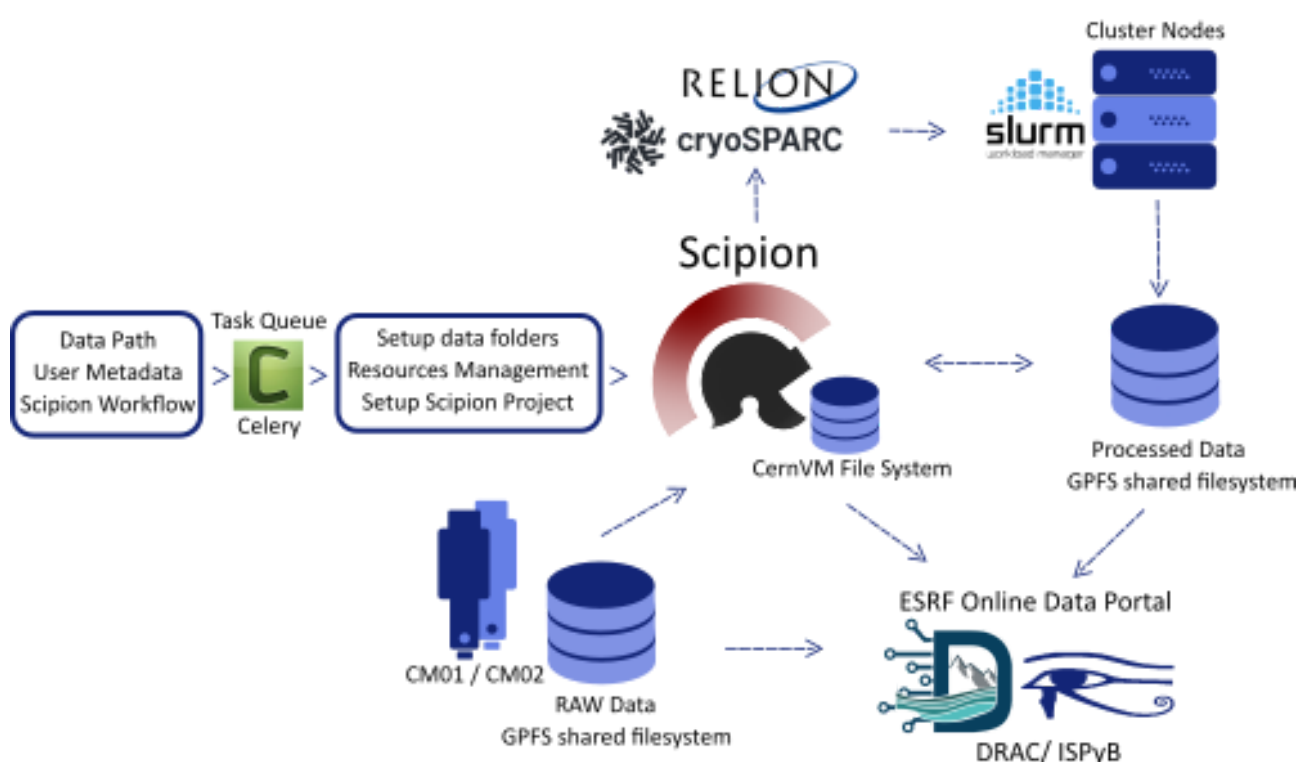 Cluster Nodes
RELION
cryoSPARC
slurm
workload manager
Scipion
Task Queue
Data Path
User Metadata
Scipion Workflow
C
Celery
Setup data folders
Resources Management
Setup Scipion Project
CernVM File System
Processed Data
GPFS shared filesystem
CM01 / CM02
RAW Data
GPFS shared filesystem
ESRF Online Data Portal
D
DRAC/ ISPyB